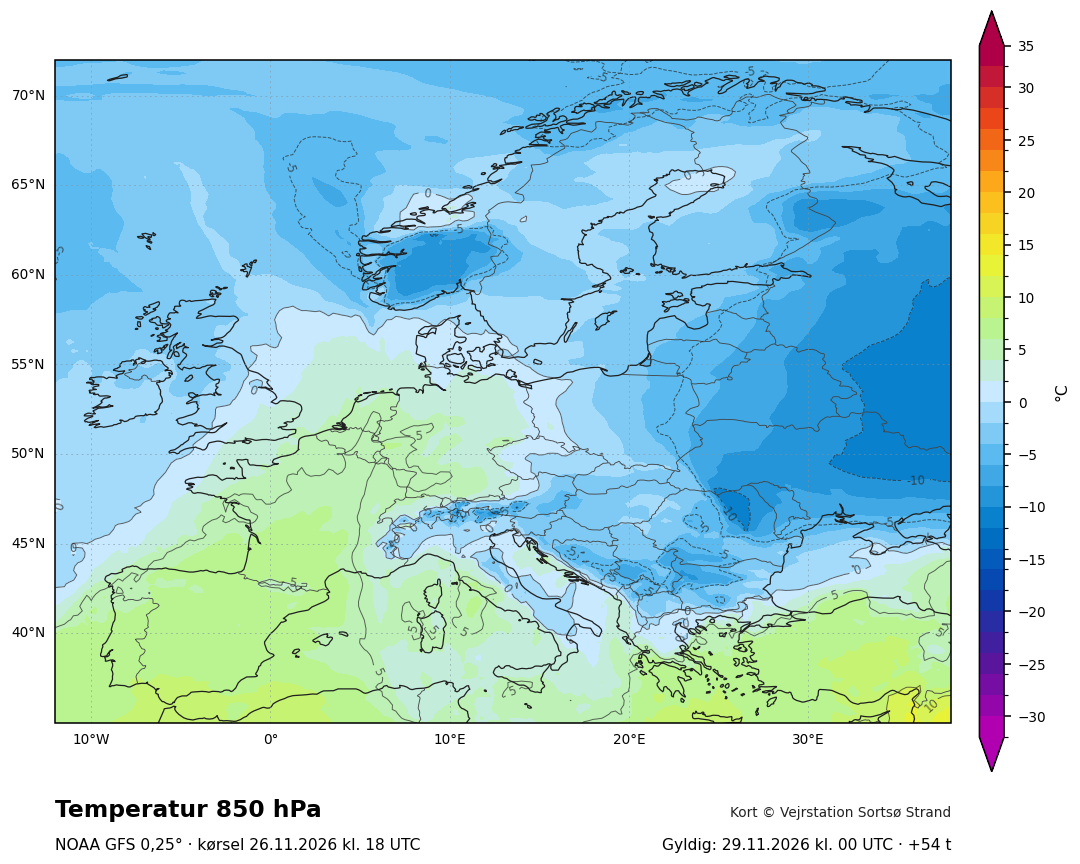 35
30
25
20
15
10
5
0
−5
−10
−15
−20
−25
−30
°C
70°N
65°N
60°N
55°N
50°N
45°N
40°N
10°W
0°
10°E
20°E
30°E
Temperatur 850 hPa
Kort © Vejrstation Sortsø Strand
NOAA GFS 0,25° · kørsel 26.11.2026 kl. 18 UTC
Gyldig: 29.11.2026 kl. 00 UTC · +54 t